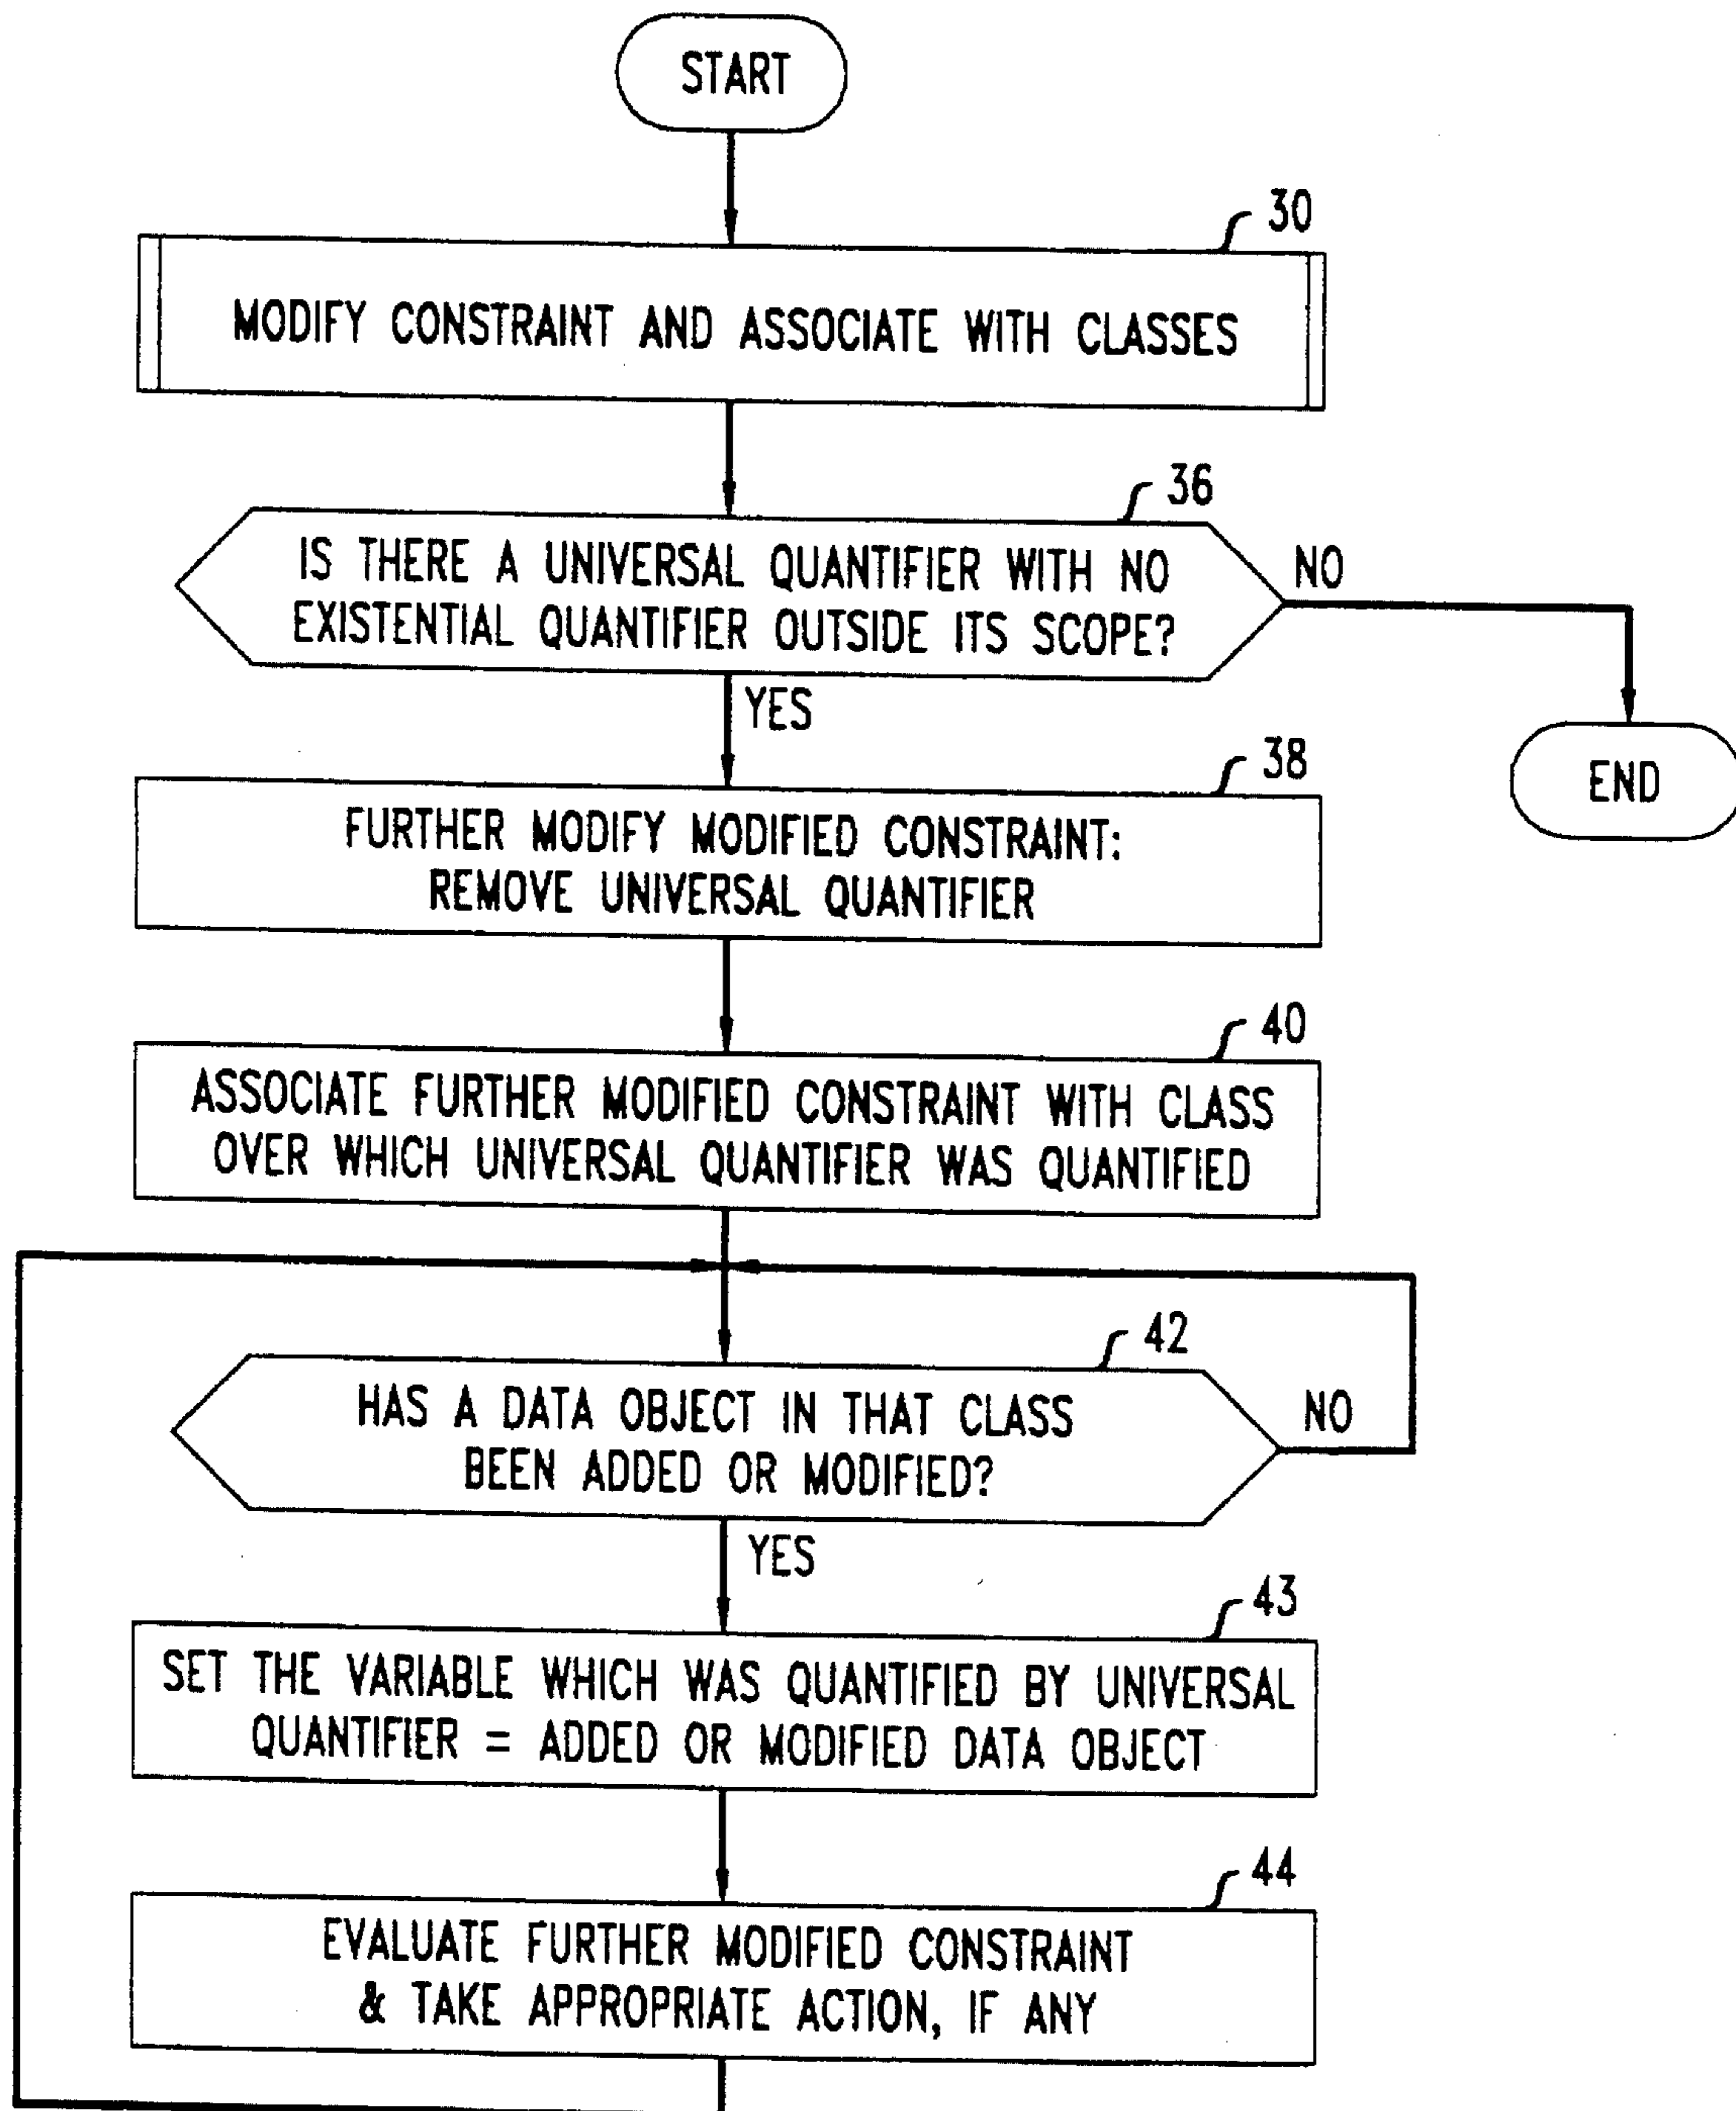 START
30
MODIFY CONSTRAINT AND ASSOCIATE WITH CLASSES
36
IS THERE A UNIVERSAL QUANTIFIER WITH NO
EXISTENTIAL QUANTIFIER OUTSIDE ITS SCOPE?
NO
YES
END
38
FURTHER MODIFY MODIFIED CONSTRAINT:
REMOVE UNIVERSAL QUANTIFIER
40
ASSOCIATE FURTHER MODIFIED CONSTRAINT WITH CLASS
OVER WHICH UNIVERSAL QUANTIFIER WAS QUANTIFIED
42
HAS A DATA OBJECT IN THAT CLASS
BEEN ADDED OR MODIFIED?
NO
YES
43
SET THE VARIABLE WHICH WAS QUANTIFIED BY UNIVERSAL
QUANTIFIER = ADDED OR MODIFIED DATA OBJECT
44
EVALUATE FURTHER MODIFIED CONSTRAINT
& TAKE APPROPRIATE ACTION, IF ANY